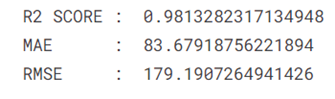 R2 SCORE :  0.9813282317134948
MAE      :  83.67918756221894
RMSE     :  179.1907264941426